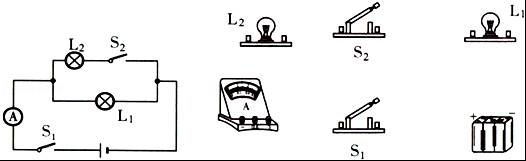 L₂ S₂
L₁
A
S₁
L₂
S₂
L₁
A
S₁
+ −